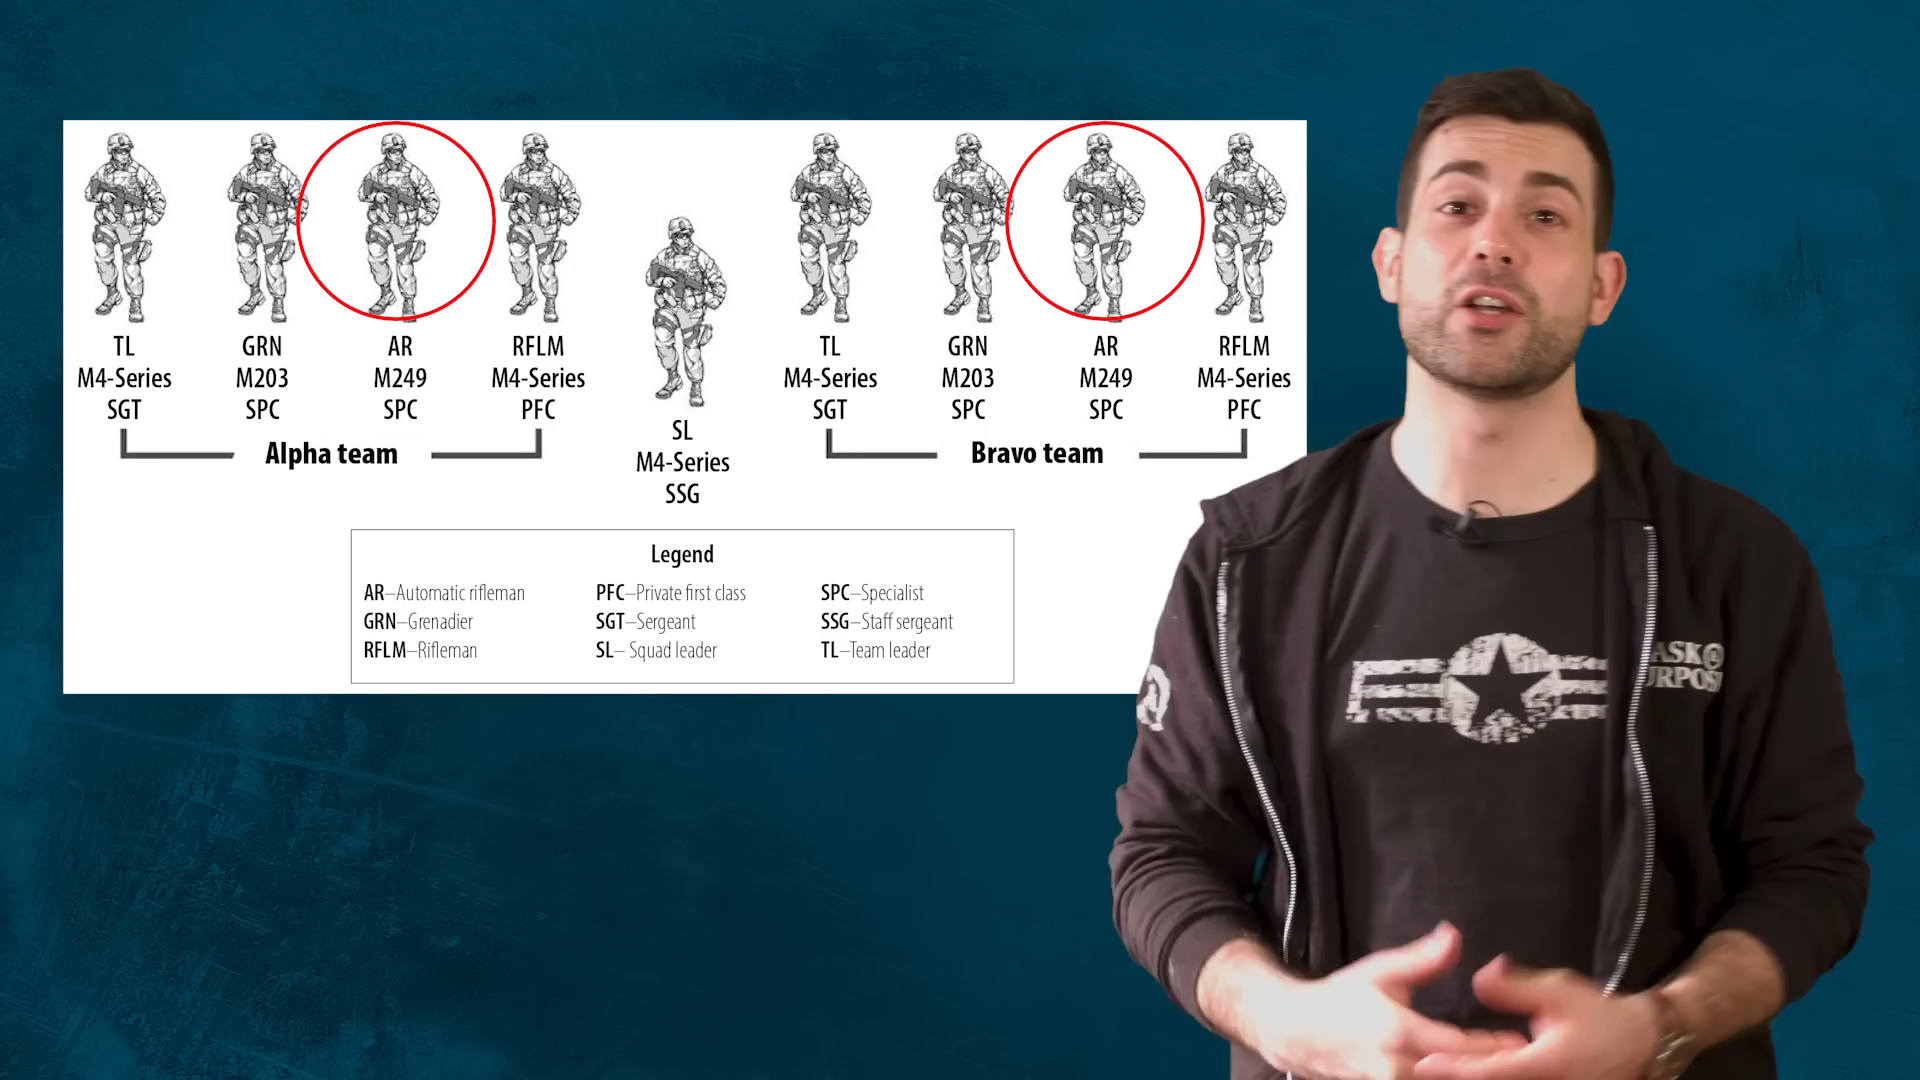 TL
M4-Series
SGT
GRN
M203
SPC
AR
M249
SPC
RFLM
M4-Series
PFC
Alpha team
SL
M4-Series
SSG
TL
M4-Series
SGT
GRN
M203
SPC
AR
M249
SPC
RFLM
M4-Series
PFC
Bravo team
Legend
AR–Automatic rifleman
GRN–Grenadier
RFLM–Rifleman
PFC–Private first class
SGT–Sergeant
SL– Squad leader
SPC–Specialist
SSG–Staff sergeant
TL–Team leader
ASK@
URPOS